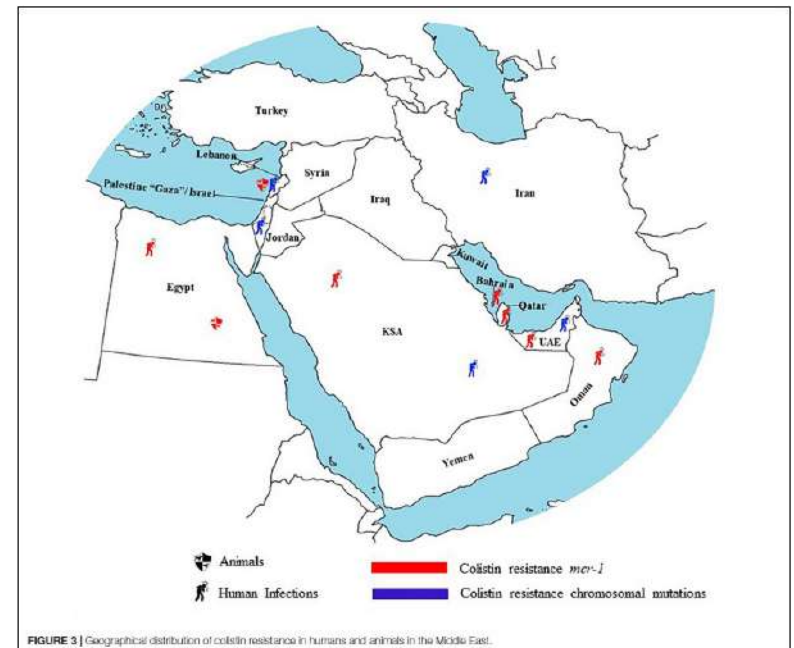 Turkey
Lebanon
Syria
Palestine "Gaza"/Israel
Iraq
Iran
Jordan
Kuwait
Bahrain
Egypt
Qatar
KSA
UAE
Oman
Yemen
Animals
Human Infections
Colistin resistance mcr-1
Colistin resistance chromosomal mutations
FIGURE 3 | Geographical distribution of colistin resistance in humans and animals in the Middle East.